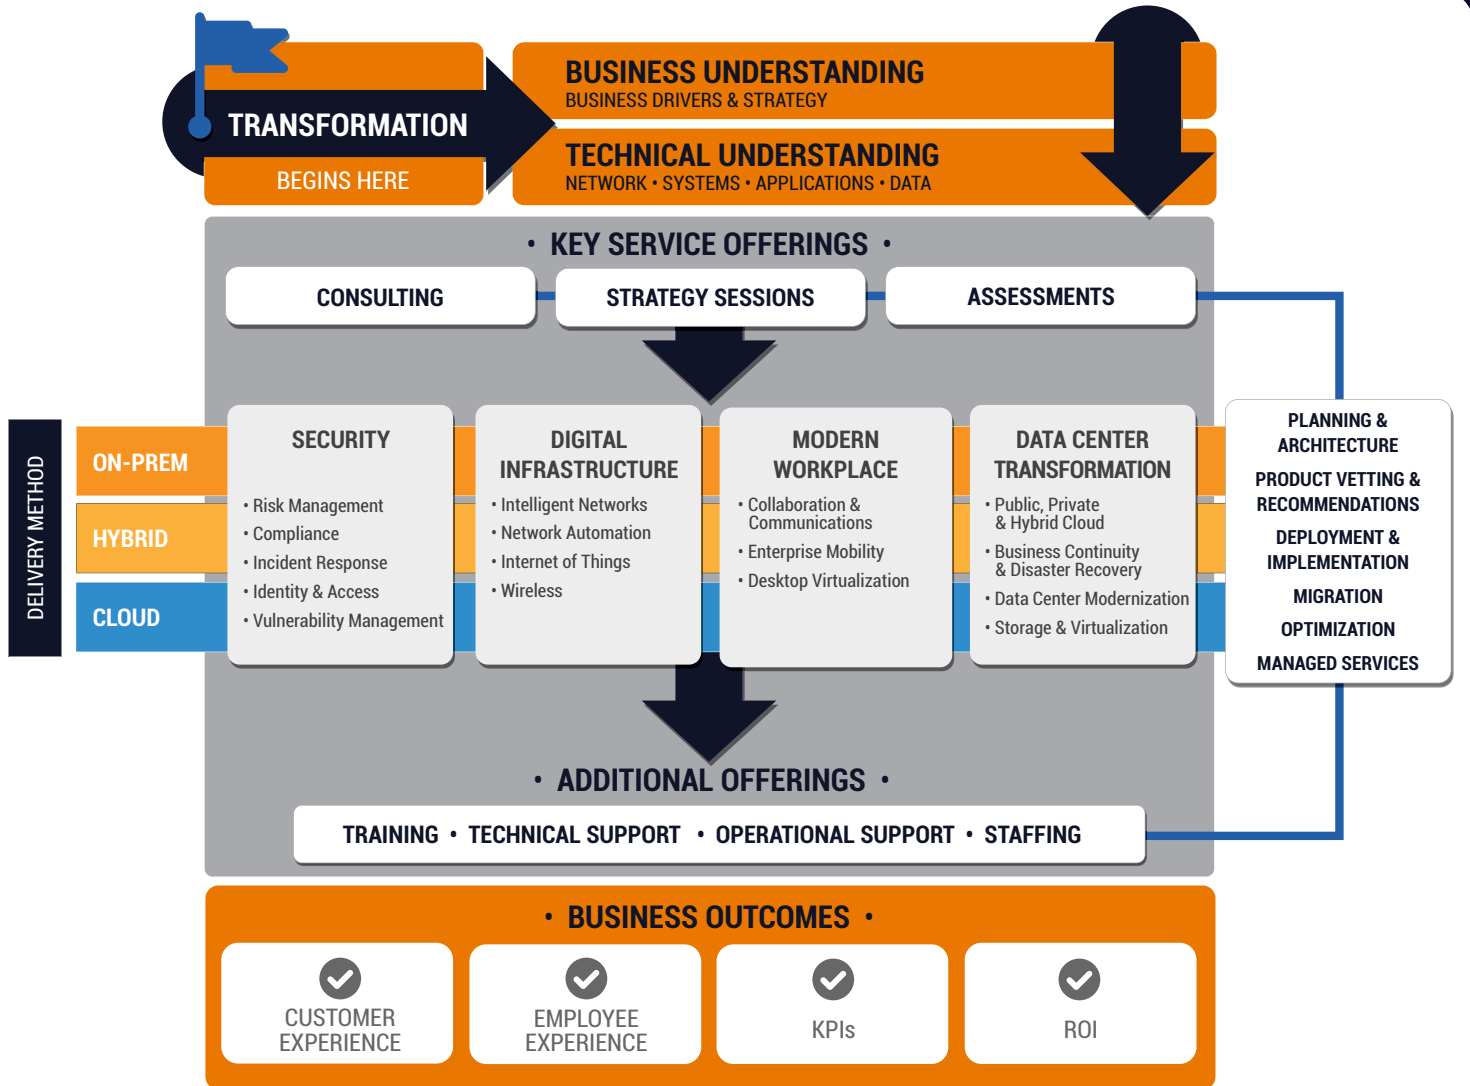 TRANSFORMATION
BEGINS HERE
BUSINESS UNDERSTANDING
BUSINESS DRIVERS & STRATEGY
TECHNICAL UNDERSTANDING
NETWORK • SYSTEMS • APPLICATIONS • DATA
• KEY SERVICE OFFERINGS •
CONSULTING
STRATEGY SESSIONS
ASSESSMENTS
DELIVERY METHOD
ON-PREM
HYBRID
CLOUD
SECURITY
• Risk Management
• Compliance
• Incident Response
• Identity & Access
• Vulnerability Management
DIGITAL
INFRASTRUCTURE
• Intelligent Networks
• Network Automation
• Internet of Things
• Wireless
MODERN
WORKPLACE
• Collaboration &
Communications
• Enterprise Mobility
• Desktop Virtualization
DATA CENTER
TRANSFORMATION
• Public, Private
& Hybrid Cloud
• Business Continuity
& Disaster Recovery
• Data Center Modernization
• Storage & Virtualization
PLANNING &
ARCHITECTURE
PRODUCT VETTING &
RECOMMENDATIONS
DEPLOYMENT &
IMPLEMENTATION
MIGRATION
OPTIMIZATION
MANAGED SERVICES
• ADDITIONAL OFFERINGS •
TRAINING • TECHNICAL SUPPORT • OPERATIONAL SUPPORT • STAFFING
• BUSINESS OUTCOMES •
CUSTOMER
EXPERIENCE
EMPLOYEE
EXPERIENCE
KPIs
ROI